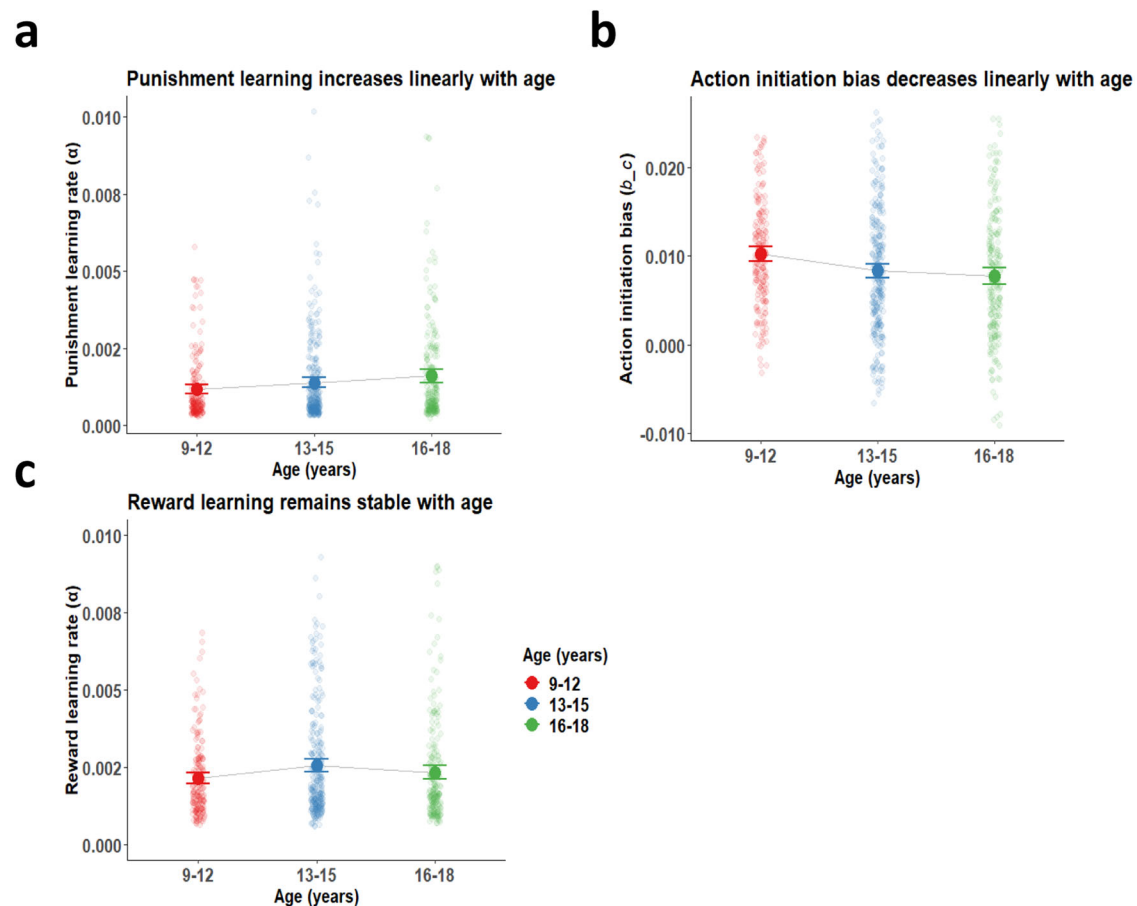 a
Punishment learning increases linearly with age
Punishment learning rate (α)
0.010
0.008
0.005
0.002
0.000
9-12
13-15
16-18
Age (years)
b
Action initiation bias decreases linearly with age
Action initiation bias (b_c)
0.020
0.010
0.000
-0.010
9-12
13-15
16-18
Age (years)
c
Reward learning remains stable with age
Reward learning rate (α)
0.010
0.008
0.005
0.002
0.000
9-12
13-15
16-18
Age (years)
Age (years)
9-12
13-15
16-18